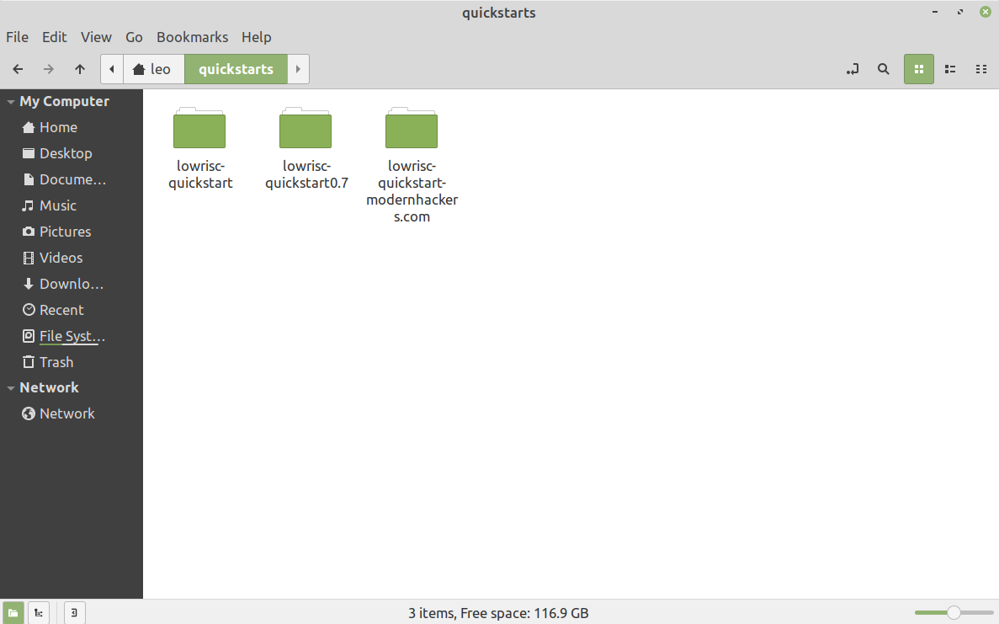 quickstarts
File Edit View Go Bookmarks Help
leo quickstarts
My Computer
Home
Desktop
Docume...
Music
Pictures
Videos
Downlo...
Recent
File Syst...
Trash
Network
Network
lowrisc-
quickstart
lowrisc-
quickstart0.7
lowrisc-
quickstart-
modernhacker
s.com
3 items, Free space: 116.9 GB